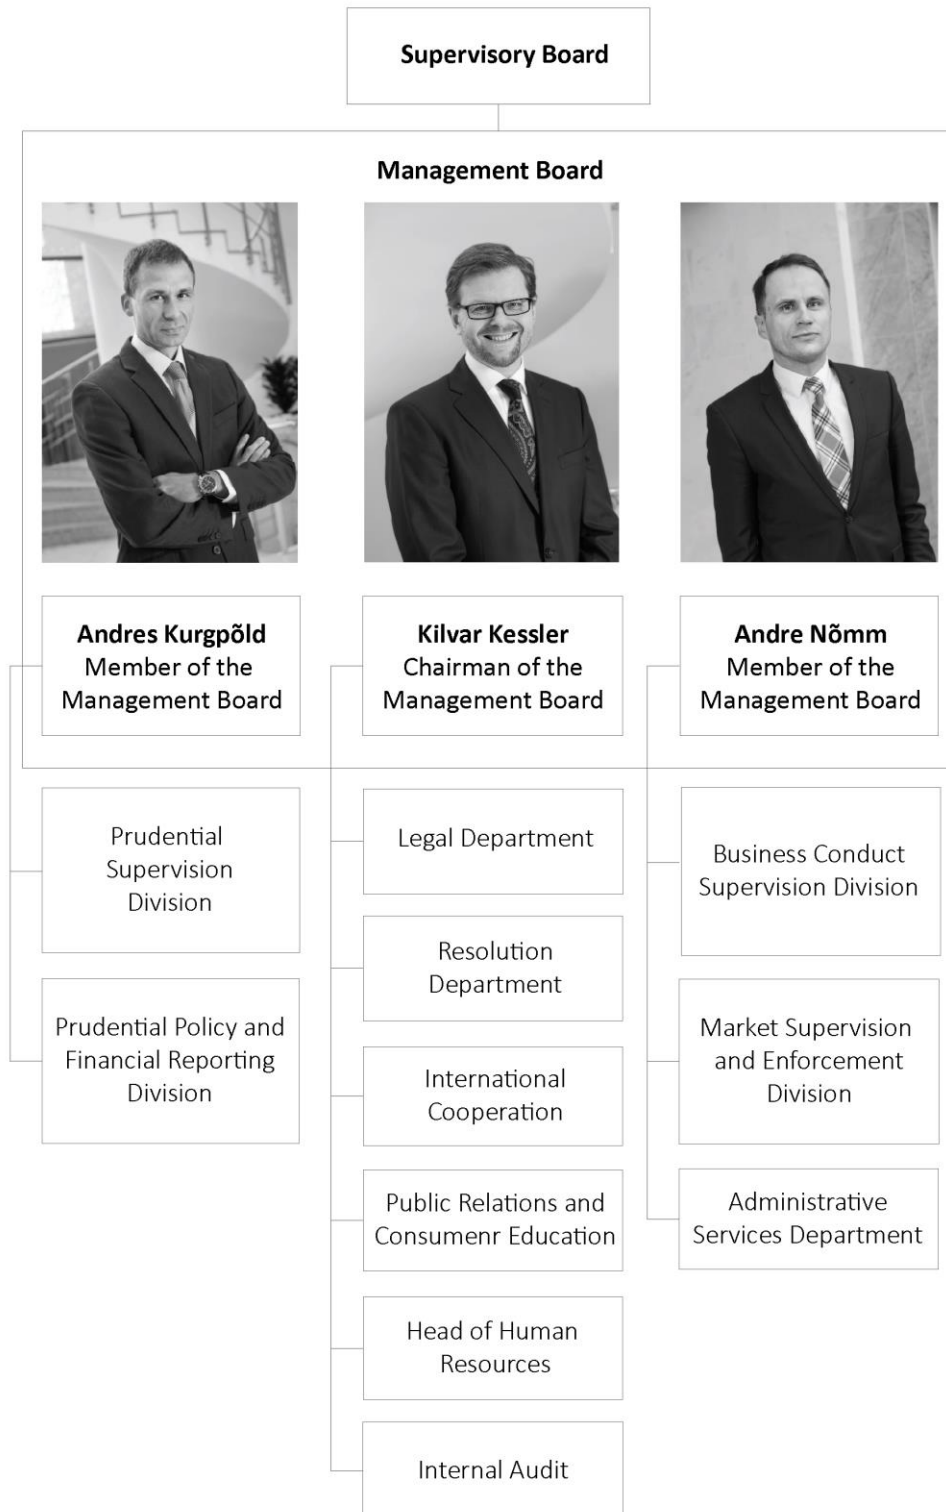 Supervisory Board
Management Board
Andres Kurgpõld
Member of the
Management Board
Kilvar Kessler
Chairman of the
Management Board
Andre Nõmm
Member of the
Management Board
Prudential
Supervision
Division
Prudential Policy and
Financial Reporting
Division
Legal Department
Resolution
Department
International
Cooperation
Public Relations and
Consumenr Education
Head of Human
Resources
Internal Audit
Business Conduct
Supervision Division
Market Supervision
and Enforcement
Division
Administrative
Services Department